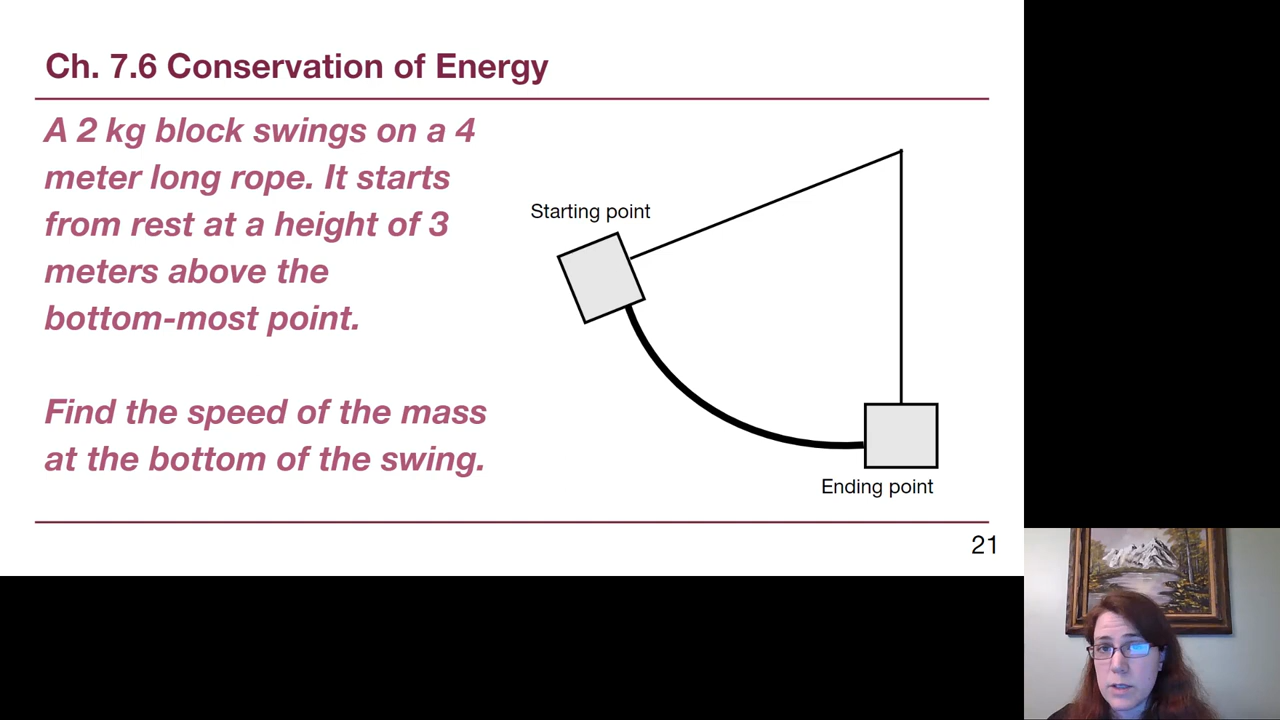 Ch. 7.6 Conservation of Energy
A 2 kg block swings on a 4
meter long rope. It starts
from rest at a height of 3
meters above the
bottom-most point.
Find the speed of the mass
at the bottom of the swing.
Starting point
Ending point
21